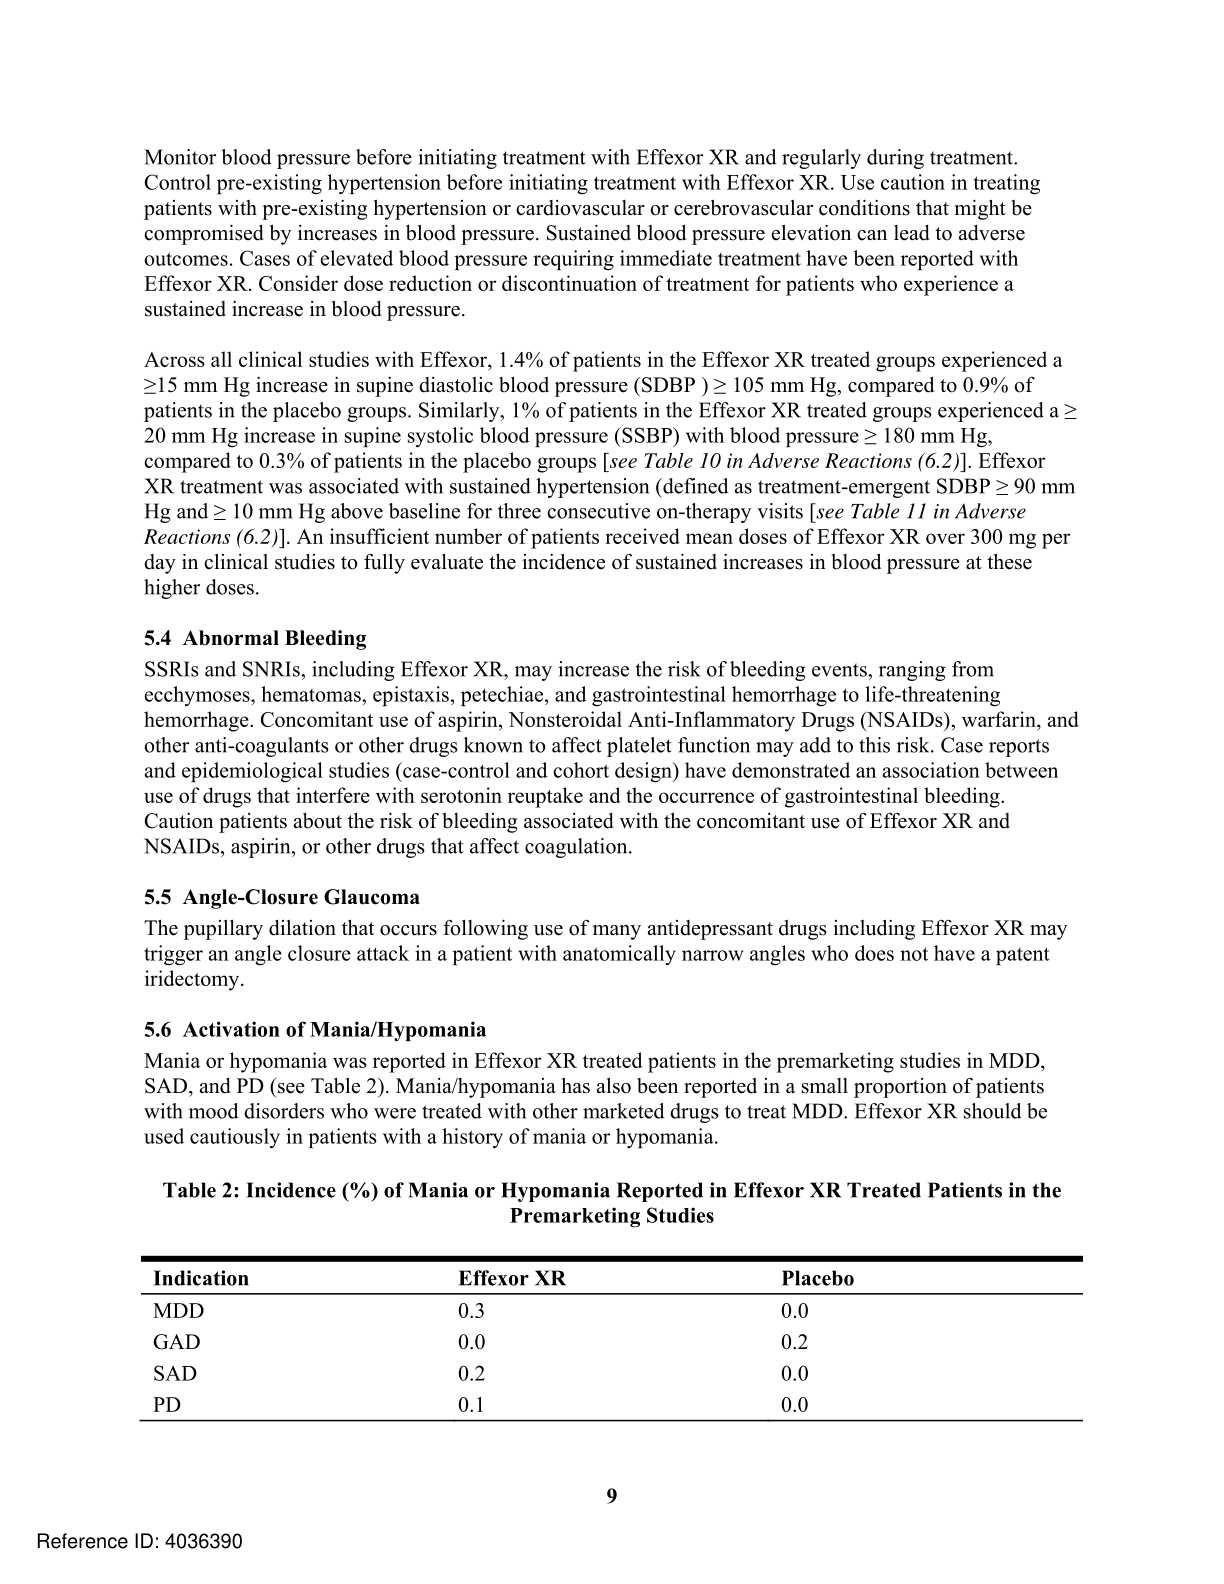 Monitor blood pressure before initiating treatment with Effexor XR and regularly during treatment.
Control pre-existing hypertension before initiating treatment with Effexor XR. Use caution in treating
patients with pre-existing hypertension or cardiovascular or cerebrovascular conditions that might be
compromised by increases in blood pressure. Sustained blood pressure elevation can lead to adverse
outcomes. Cases of elevated blood pressure requiring immediate treatment have been reported with
Effexor XR. Consider dose reduction or discontinuation of treatment for patients who experience a
sustained increase in blood pressure.
Across all clinical studies with Effexor, 1.4% of patients in the Effexor XR treated groups experienced a
≥15 mm Hg increase in supine diastolic blood pressure (SDBP ) ≥ 105 mm Hg, compared to 0.9% of
patients in the placebo groups. Similarly, 1% of patients in the Effexor XR treated groups experienced a ≥
20 mm Hg increase in supine systolic blood pressure (SSBP) with blood pressure ≥ 180 mm Hg,
compared to 0.3% of patients in the placebo groups [see Table 10 in Adverse Reactions (6.2)]. Effexor
XR treatment was associated with sustained hypertension (defined as treatment-emergent SDBP ≥ 90 mm
Hg and ≥ 10 mm Hg above baseline for three consecutive on-therapy visits [see Table 11 in Adverse
Reactions (6.2)]. An insufficient number of patients received mean doses of Effexor XR over 300 mg per
day in clinical studies to fully evaluate the incidence of sustained increases in blood pressure at these
higher doses.
5.4 Abnormal Bleeding
SSRIs and SNRIs, including Effexor XR, may increase the risk of bleeding events, ranging from
ecchymoses, hematomas, epistaxis, petechiae, and gastrointestinal hemorrhage to life-threatening
hemorrhage. Concomitant use of aspirin, Nonsteroidal Anti-Inflammatory Drugs (NSAIDs), warfarin, and
other anti-coagulants or other drugs known to affect platelet function may add to this risk. Case reports
and epidemiological studies (case-control and cohort design) have demonstrated an association between
use of drugs that interfere with serotonin reuptake and the occurrence of gastrointestinal bleeding.
Caution patients about the risk of bleeding associated with the concomitant use of Effexor XR and
NSAIDs, aspirin, or other drugs that affect coagulation.
5.5 Angle-Closure Glaucoma
The pupillary dilation that occurs following use of many antidepressant drugs including Effexor XR may
trigger an angle closure attack in a patient with anatomically narrow angles who does not have a patent
iridectomy.
5.6 Activation of Mania/Hypomania
Mania or hypomania was reported in Effexor XR treated patients in the premarketing studies in MDD,
SAD, and PD (see Table 2). Mania/hypomania has also been reported in a small proportion of patients
with mood disorders who were treated with other marketed drugs to treat MDD. Effexor XR should be
used cautiously in patients with a history of mania or hypomania.
Table 2: Incidence (%) of Mania or Hypomania Reported in Effexor XR Treated Patients in the
Premarketing Studies
Indication Effexor XR Placebo
MDD 0.3 0.0
GAD 0.0 0.2
SAD 0.2 0.0
PD 0.1 0.0
9
Reference ID: 4036390